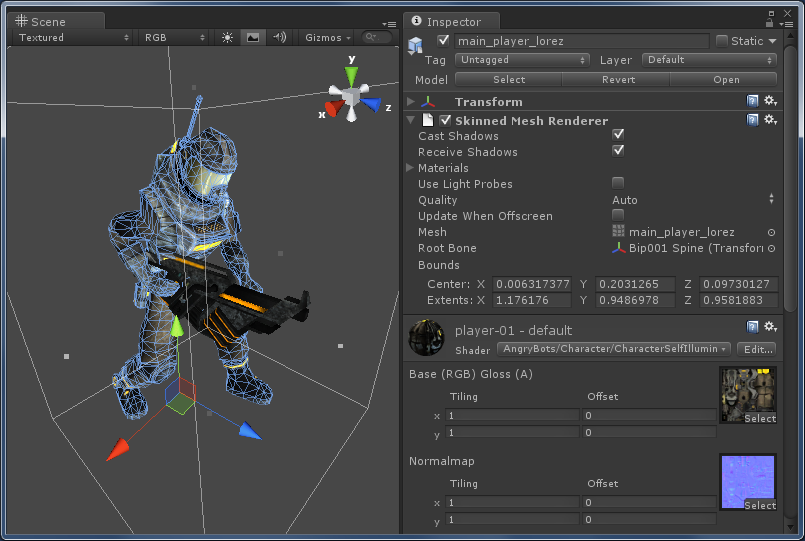 Scene
Textured RGB Gizmos
y
x
z
Inspector
main_player_lorez Static
Tag Untagged Layer Default
Model Select Revert Open
Transform
Skinned Mesh Renderer
Cast Shadows
Receive Shadows
Materials
Use Light Probes
Quality Auto
Update When Offscreen
Mesh main_player_lorez
Root Bone Bip001 Spine (Transfor
Bounds
Center: X 0.006317377 Y 0.2031265 Z 0.09730127
Extents: X 1.176176 Y 0.9486978 Z 0.9581883
player-01 - default
Shader AngryBots/Character/CharacterSelfIllumin Edit...
Base (RGB) Gloss (A)
Tiling Offset
x 1 0
y 1 0
Select
Normalmap
Tiling Offset
x 1 0
y 1 0
Select